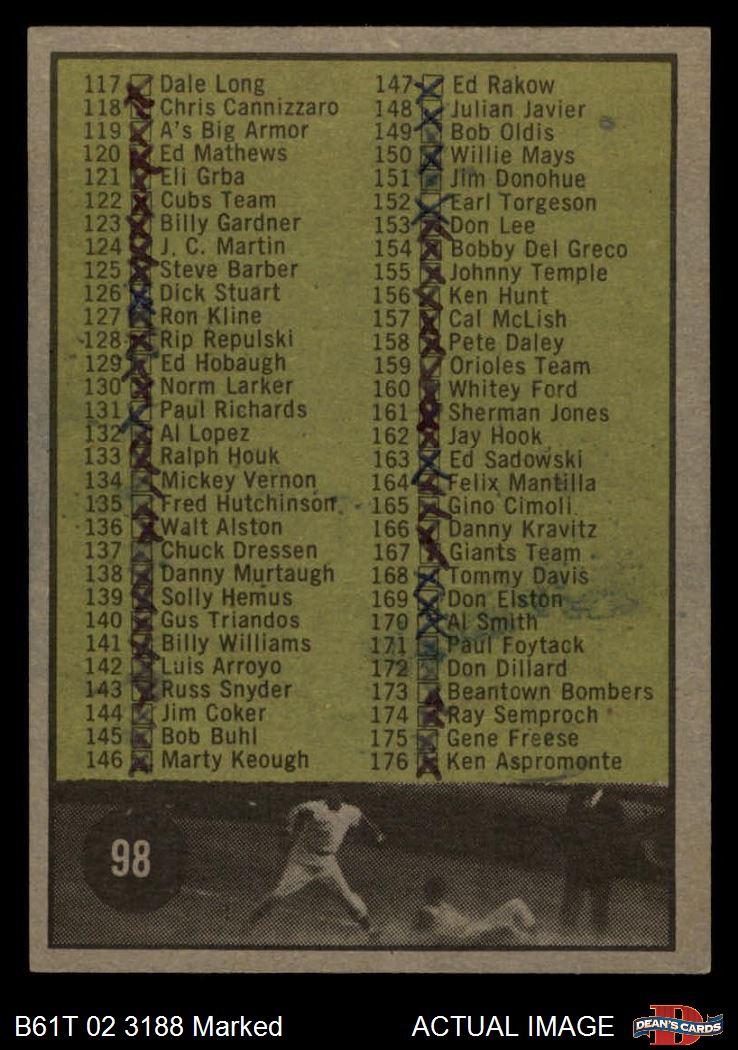 117 Dale Long
118 Chris Cannizzaro
119 A's Big Armor
120 Ed Mathews
121 Eli Grba
122 Cubs Team
123 Billy Gardner
124 J. C. Martin
125 Steve Barber
126 Dick Stuart
127 Ron Kline
128 Rip Repulski
129 Ed Hobaugh
130 Norm Larker
131 Paul Richards
132 Al Lopez
133 Ralph Houk
134 Mickey Vernon
135 Fred Hutchinson
136 Walt Alston
137 Chuck Dressen
138 Danny Murtaugh
139 Solly Hemus
140 Gus Triandos
141 Billy Williams
142 Luis Arroyo
143 Russ Snyder
144 Jim Coker
145 Bob Buhl
146 Marty Keough
147 Ed Rakow
148 Julian Javier
149 Bob Oldis
150 Willie Mays
151 Jim Donohue
152 Earl Torgeson
153 Don Lee
154 Bobby Del Greco
155 Johnny Temple
156 Ken Hunt
157 Cal McLish
158 Pete Daley
159 Orioles Team
160 Whitey Ford
161 Sherman Jones
162 Jay Hook
163 Ed Sadowski
164 Felix Mantilla
165 Gino Cimoli
166 Danny Kravitz
167 Giants Team
168 Tommy Davis
169 Don Elston
170 Al Smith
171 Paul Foytack
172 Don Dillard
173 Beantown Bombers
174 Ray Semproch
175 Gene Freese
176 Ken Aspromonte
98
B61T 02 3188 Marked
ACTUAL IMAGE
D
DEAN'S CARDS